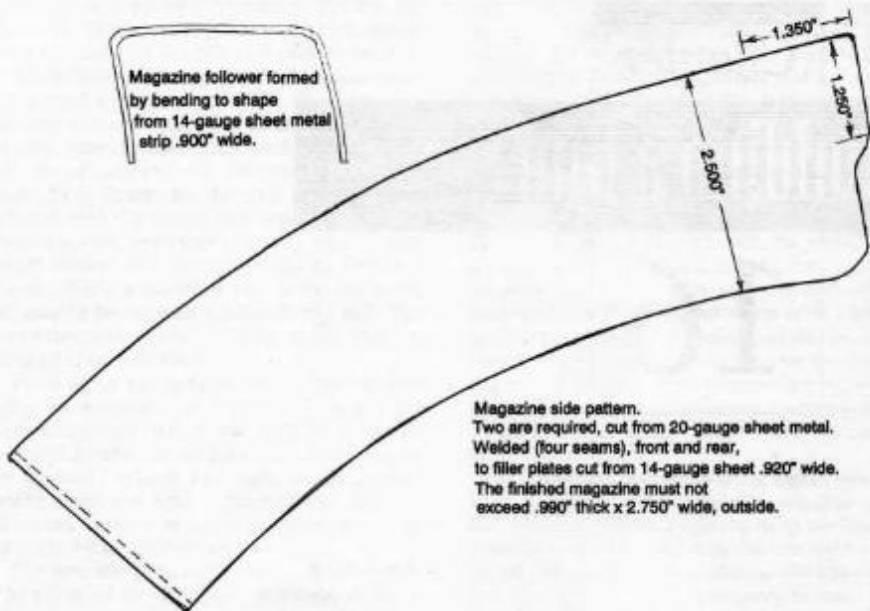 Magazine follower formed
by bending to shape
from 14-gauge sheet metal
strip .900" wide.
1.350"
1.250"
2.500"
Magazine side pattern.
Two are required, cut from 20-gauge sheet metal.
Welded (four seams), front and rear,
to filler plates cut from 14-gauge sheet .920" wide.
The finished magazine must not
exceed .990" thick x 2.750" wide, outside.